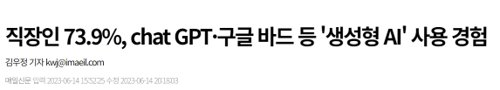 직장인 73.9%, chat GPT·구글 바드 등 '생성형 AI' 사용 경험
김우정 기자 kwj@imaeil.com
매일신문 입력 2023-06-14 15:52:25 수정 2023-06-14 20:18:03